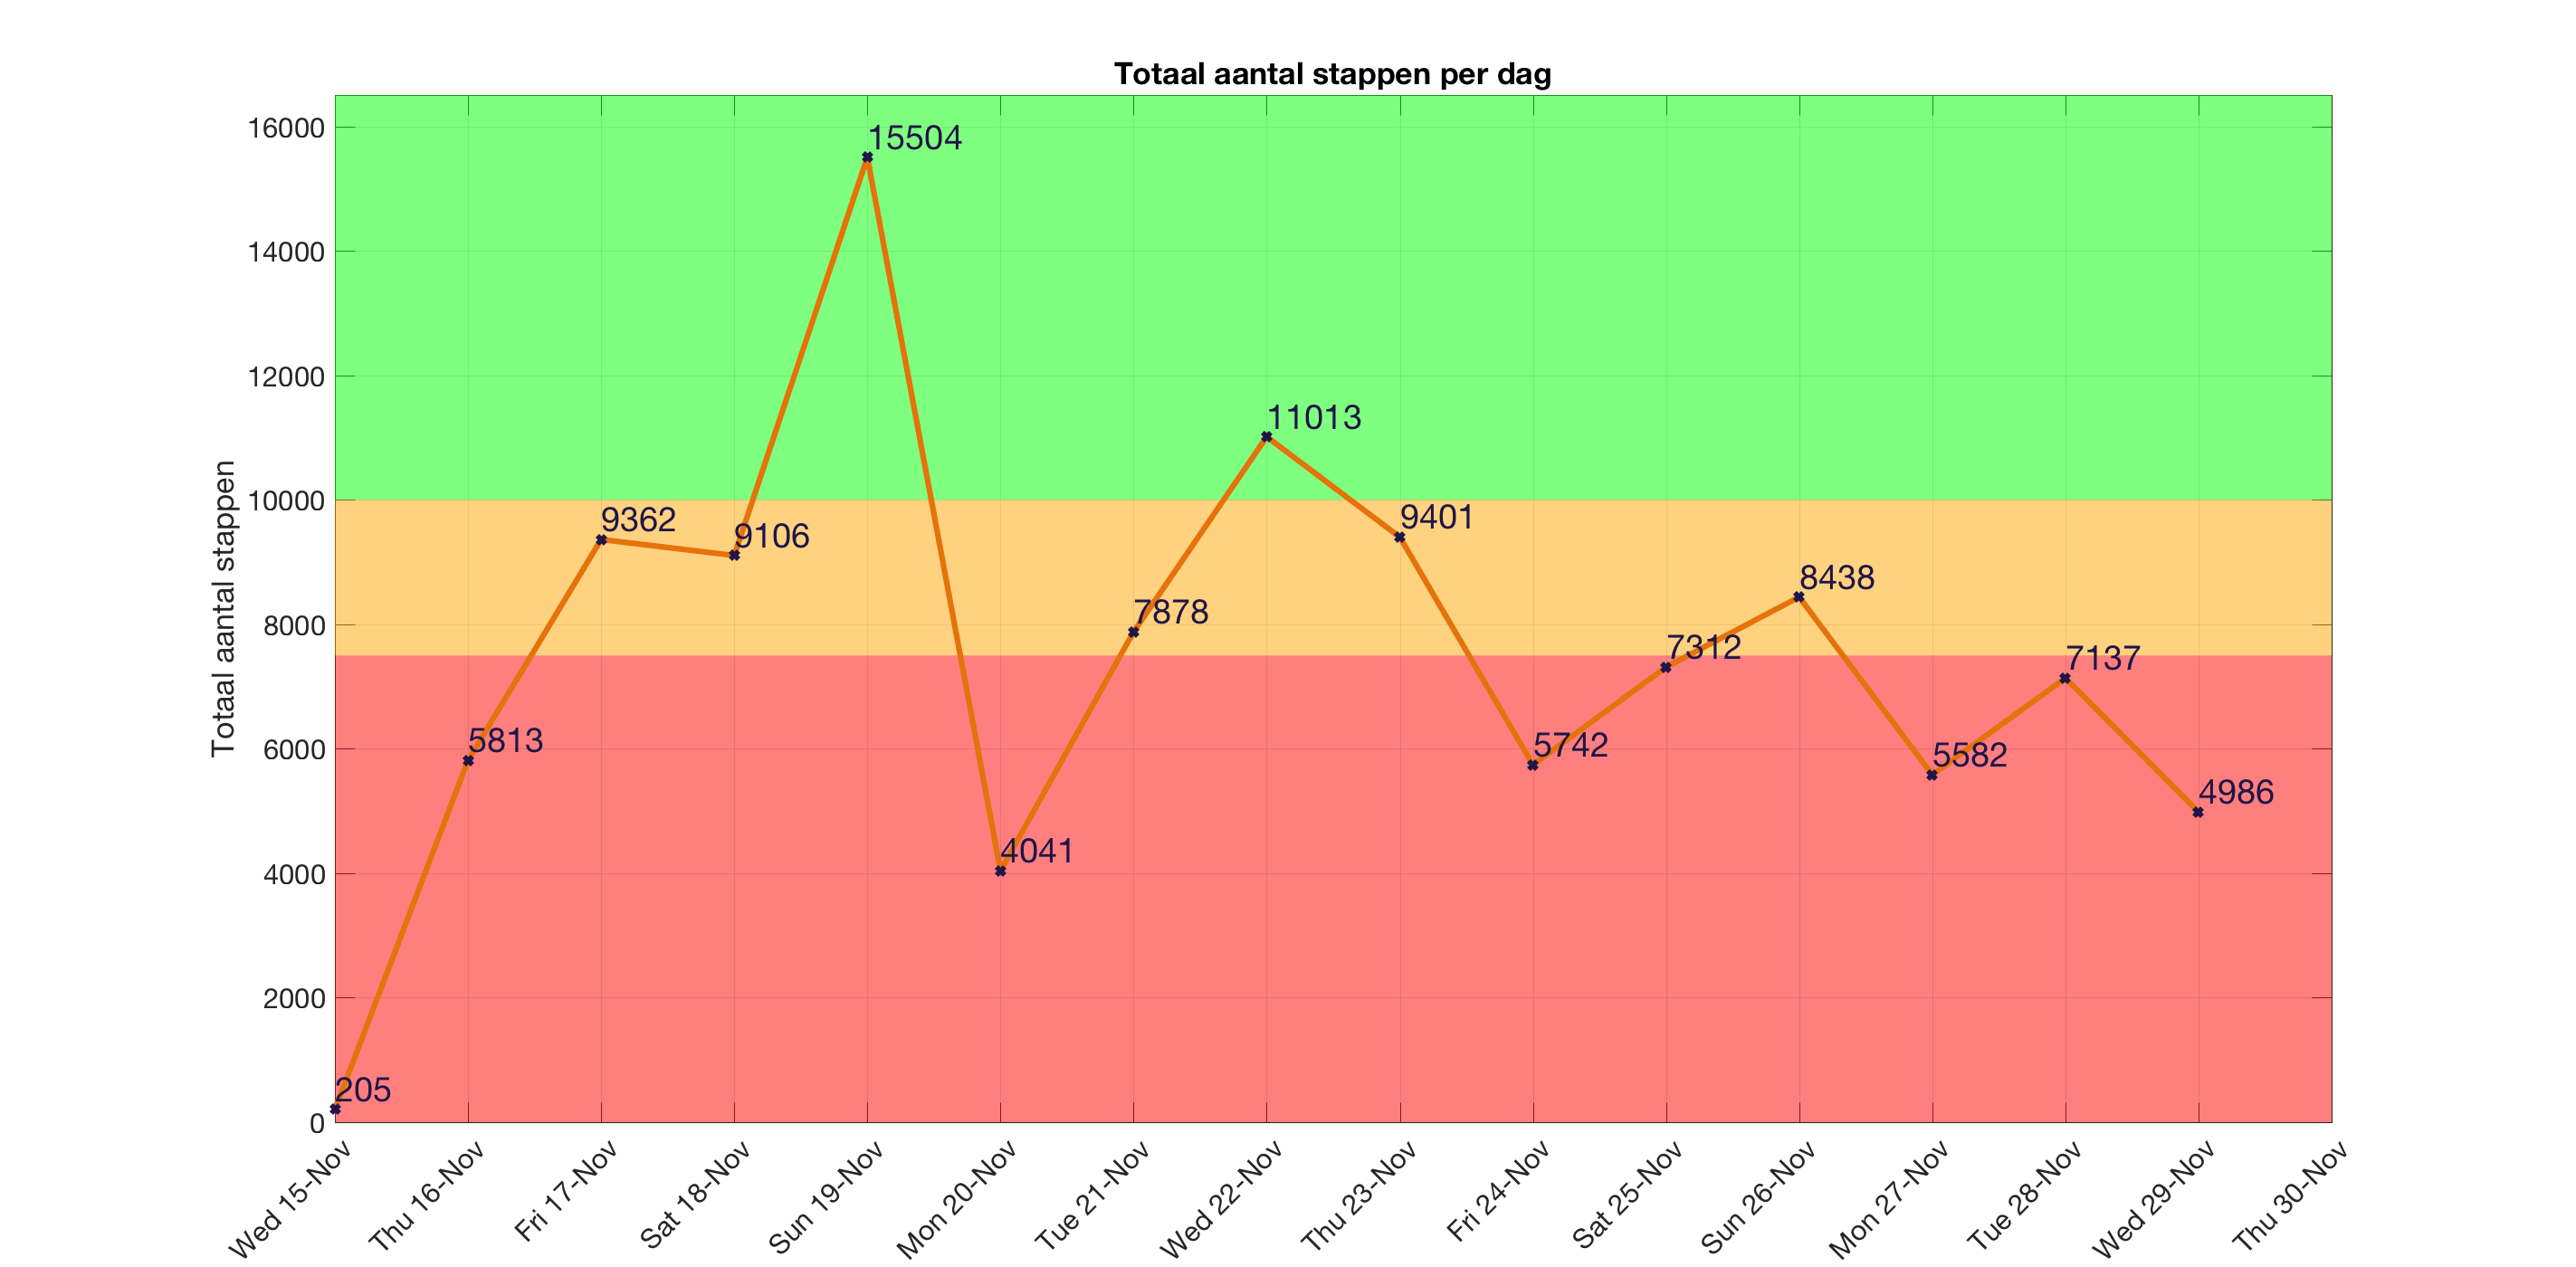 Totaal aantal stappen per dag
Totaal aantal stappen
16000
14000
12000
10000
8000
6000
4000
2000
0
205
5813
9362
9106
15504
4041
7878
11013
9401
5742
7312
8438
5582
7137
4986
Wed 15-Nov
Thu 16-Nov
Fri 17-Nov
Sat 18-Nov
Sun 19-Nov
Mon 20-Nov
Tue 21-Nov
Wed 22-Nov
Thu 23-Nov
Fri 24-Nov
Sat 25-Nov
Sun 26-Nov
Mon 27-Nov
Tue 28-Nov
Wed 29-Nov
Thu 30-Nov